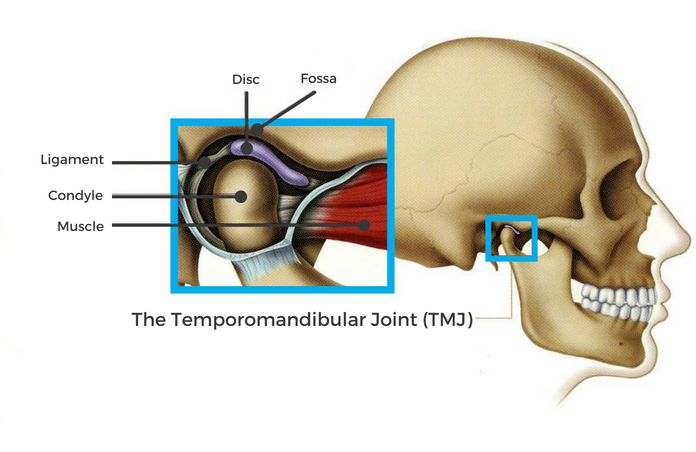 Disc
Fossa
Ligament
Condyle
Muscle
The Temporomandibular Joint (TMJ)